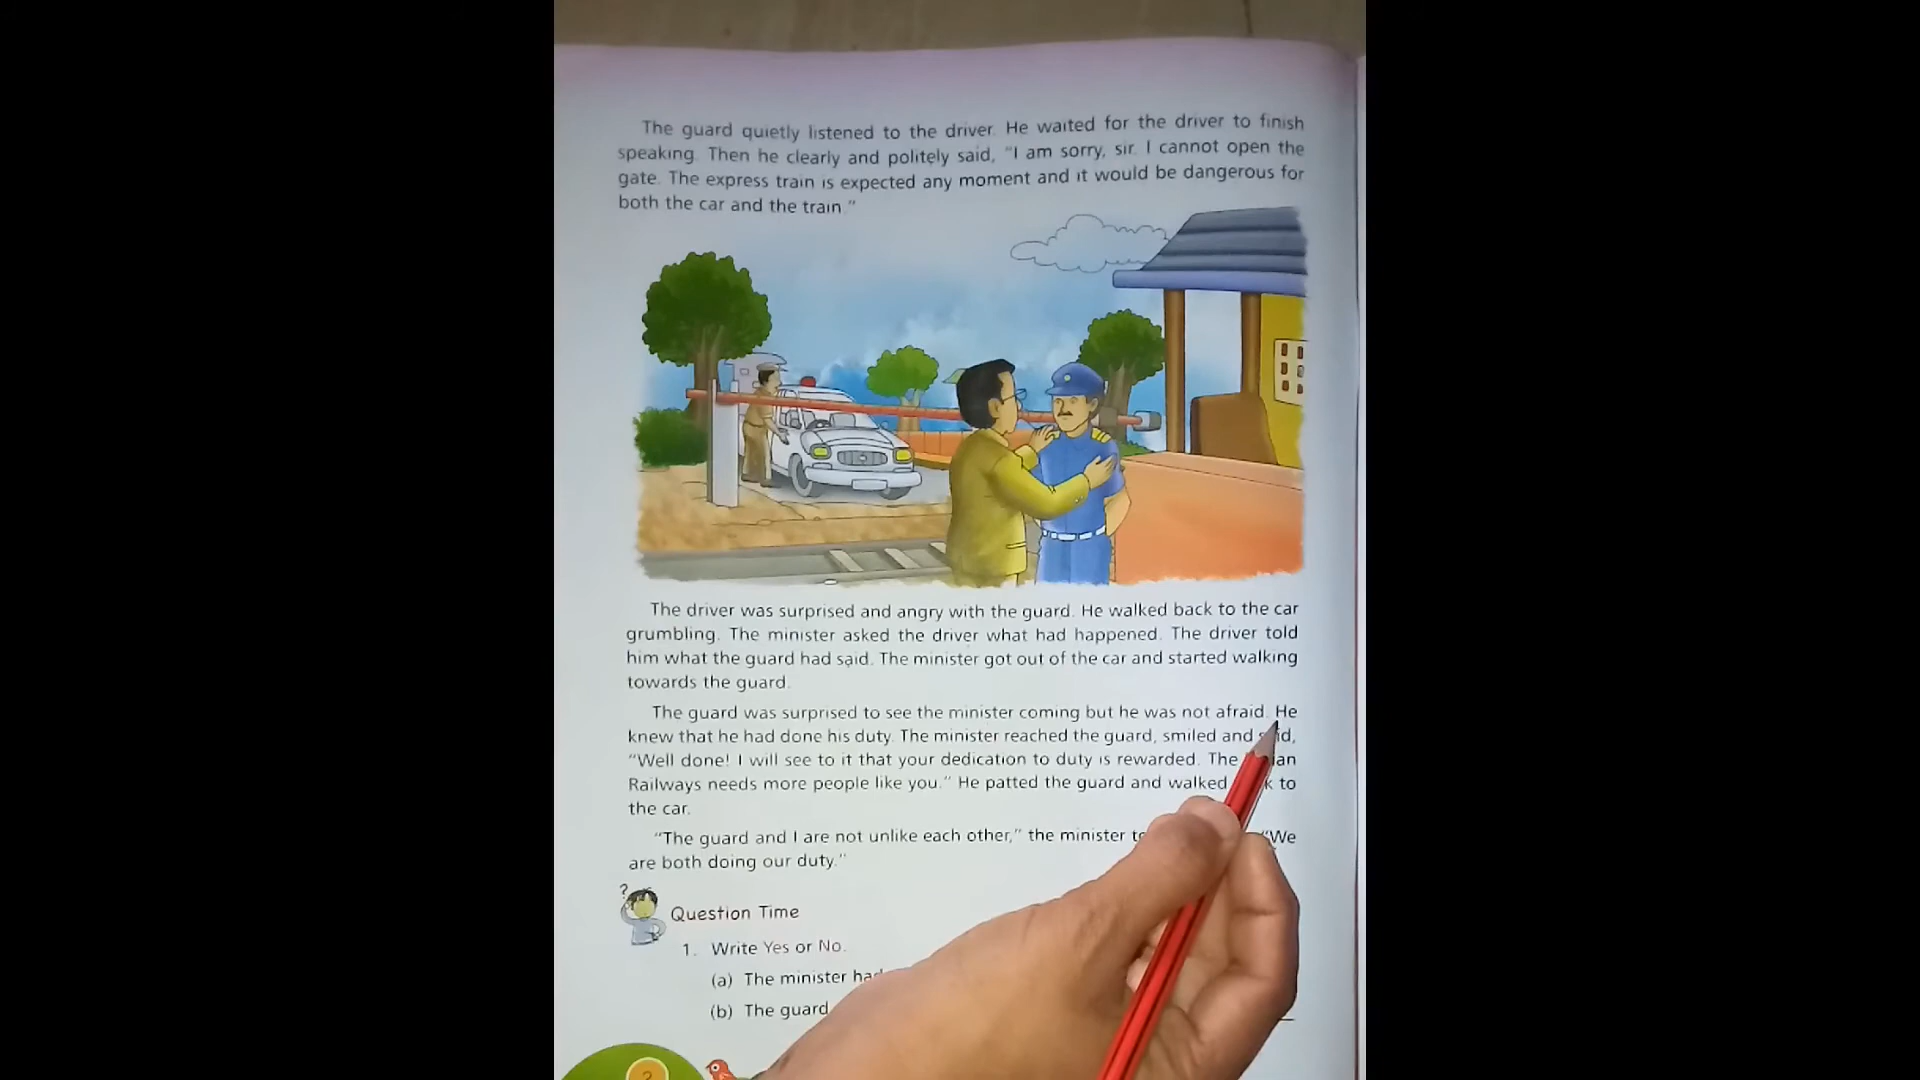 The guard quietly listened to the driver. He waited for the driver to finish
speaking. Then he clearly and politely said, "I am sorry, sir. I cannot open the
gate. The express train is expected any moment and it would be dangerous for
both the car and the train."
The driver was surprised and angry with the guard. He walked back to the car
grumbling. The minister asked the driver what had happened. The driver told
him what the guard had said. The minister got out of the car and started walking
towards the guard.
The guard was surprised to see the minister coming but he was not afraid. He
knew that he had done his duty. The minister reached the guard, smiled and
"Well done! I will see to it that your dedication to duty is rewarded. The
Railways needs more people like you." He patted the guard and walked to
the car.
"The guard and I are not unlike each other," the minister "We
are both doing our duty."
?
Question Time
1. Write Yes or No.
(a) The minister
(b) The guard